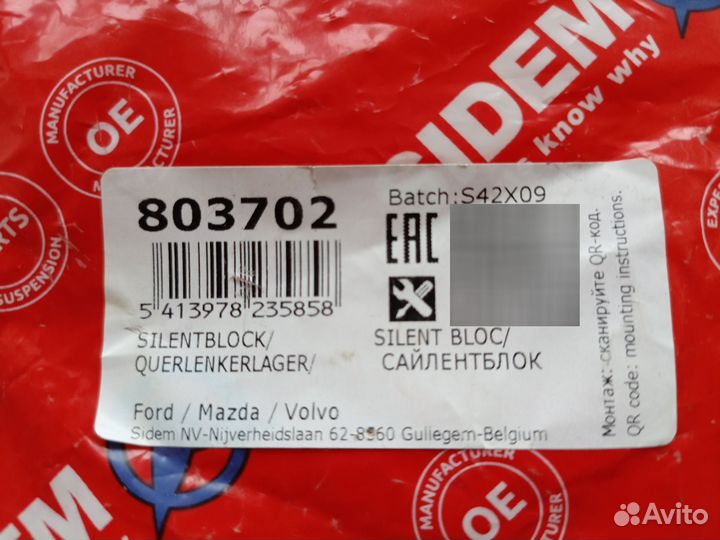 SIDEM
s know why
MANUFACTURER
OE
MANUFACTURER
ARTS
SUSPENSION
803702
Batch:S42X09
EAC
5 413978 235858
SILENTBLOCK/
SILENT BLOC/
QUERLENKERLAGER/
САЙЛЕНТБЛОК
Ford / Mazda / Volvo
Sidem NV-Nijverheidslaan 62-8560 Gullegem-Belgium
Монтаж: сканируйте QR-код.
QR code: mounting instructions.
MANUFACTURER
OE
Avito